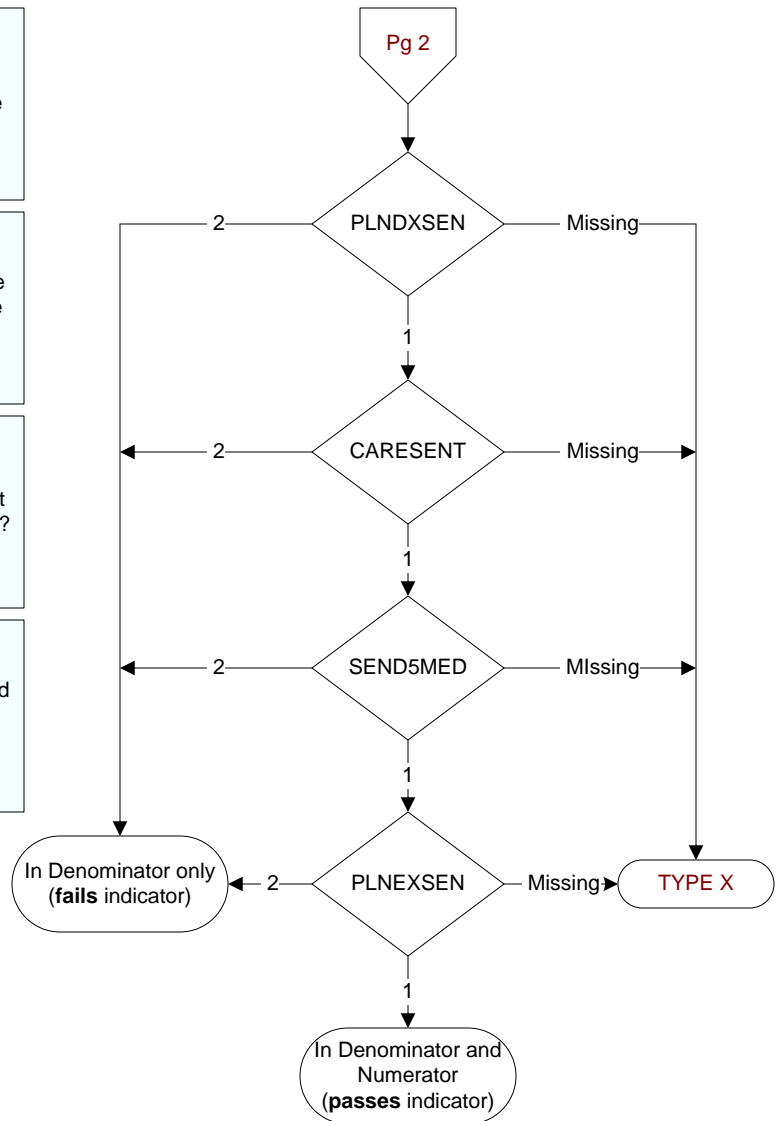 Pg 2
2
PLNDXSEN
Missing
1
2
CARESENT
Missing
1
t
?
2
SEND5MED
MIssing
1
In Denominator only
(fails indicator)
2
PLNEXSEN
Missing
TYPE X
1
In Denominator and
Numerator
(passes indicator)